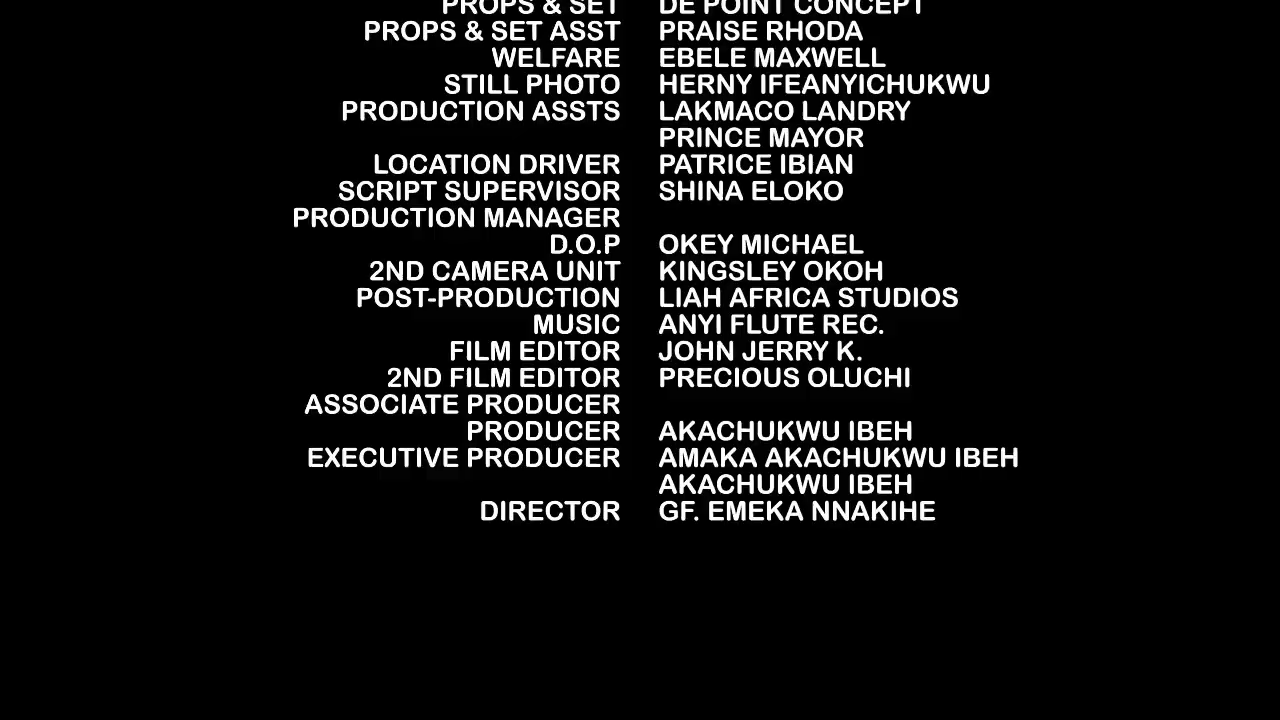 PROPS & SET DE POINT CONCEPT
PROPS & SET ASST PRAISE RHODA
WELFARE EBELE MAXWELL
STILL PHOTO HERNY IFEANYICHUKWU
PRODUCTION ASSTS LAKMACO LANDRY
PRINCE MAYOR
LOCATION DRIVER PATRICE IBIAN
SCRIPT SUPERVISOR SHINA ELOKO
PRODUCTION MANAGER
D.O.P OKEY MICHAEL
2ND CAMERA UNIT KINGSLEY OKOH
POST-PRODUCTION LIAH AFRICA STUDIOS
MUSIC ANYI FLUTE REC.
FILM EDITOR JOHN JERRY K.
2ND FILM EDITOR PRECIOUS OLUCHI
ASSOCIATE PRODUCER
PRODUCER AKACHUKWU IBEH
EXECUTIVE PRODUCER AMAKA AKACHUKWU IBEH
AKACHUKWU IBEH
DIRECTOR GF. EMEKA NNAKIHE